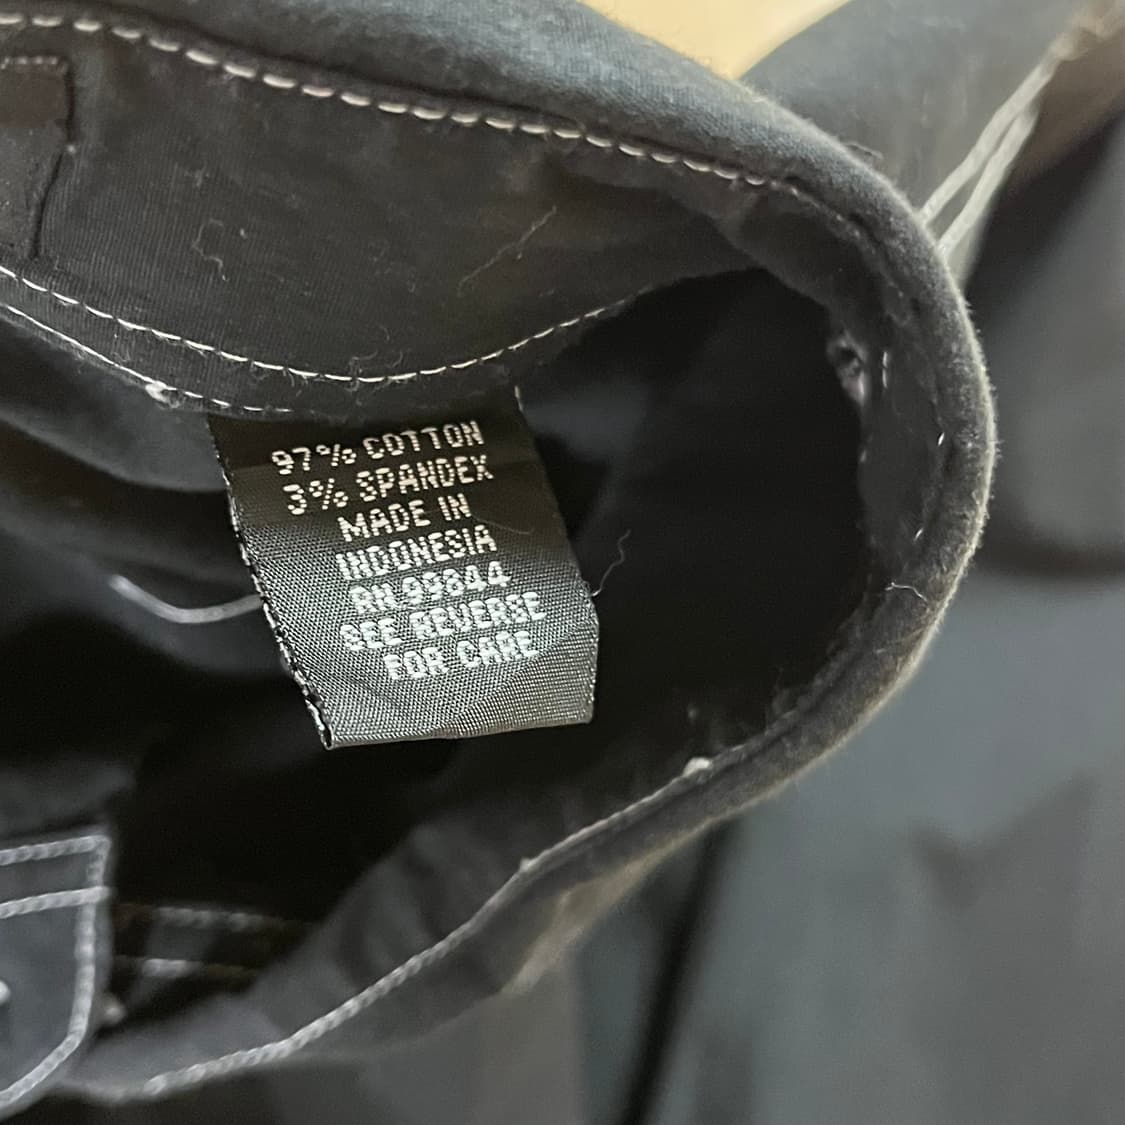 97% COTTON
3% SPANDEX
MADE IN
INDONESIA
RN.99844
SEE REVERSE
FOR CARE